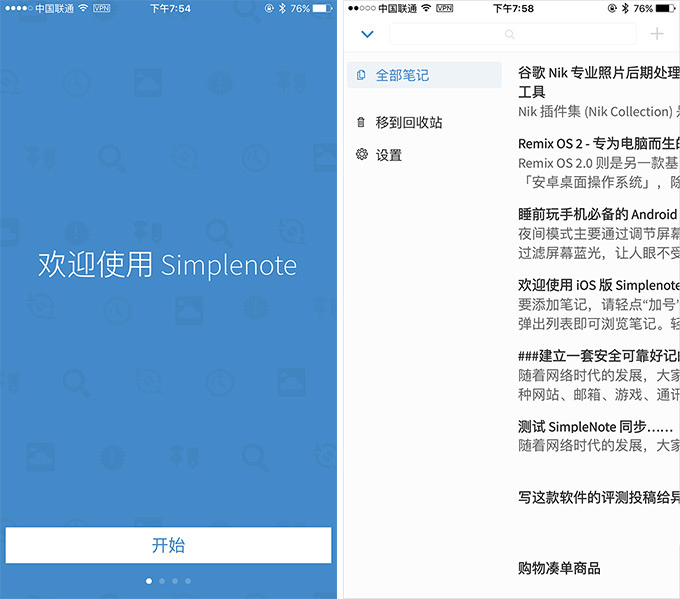 中国联通 VPN 下午7:54 76%
欢迎使用 Simplenote
开始
中国联通 VPN 下午7:58 76%
全部笔记
移到回收站
设置
谷歌 Nik 专业照片后期处理
工具
Nik 插件集 (Nik Collection)
Remix OS 2 - 专为电脑而生的
Remix OS 2.0 则是另一款基
「安卓桌面操作系统」，除
睡前玩手机必备的 Android
夜间模式主要通过调节屏幕
过滤屏幕蓝光，让人眼不受
欢迎使用 iOS 版 Simplenote
要添加笔记，请轻点“加号”
弹出列表即可浏览笔记。轻
###建立一套安全可靠好记的
随着网络时代的发展，大家
种网站、邮箱、游戏、通讯
测试 SimpleNote 同步……
随着网络时代的发展，大家
写这款软件的评测投稿给异
购物凑单商品